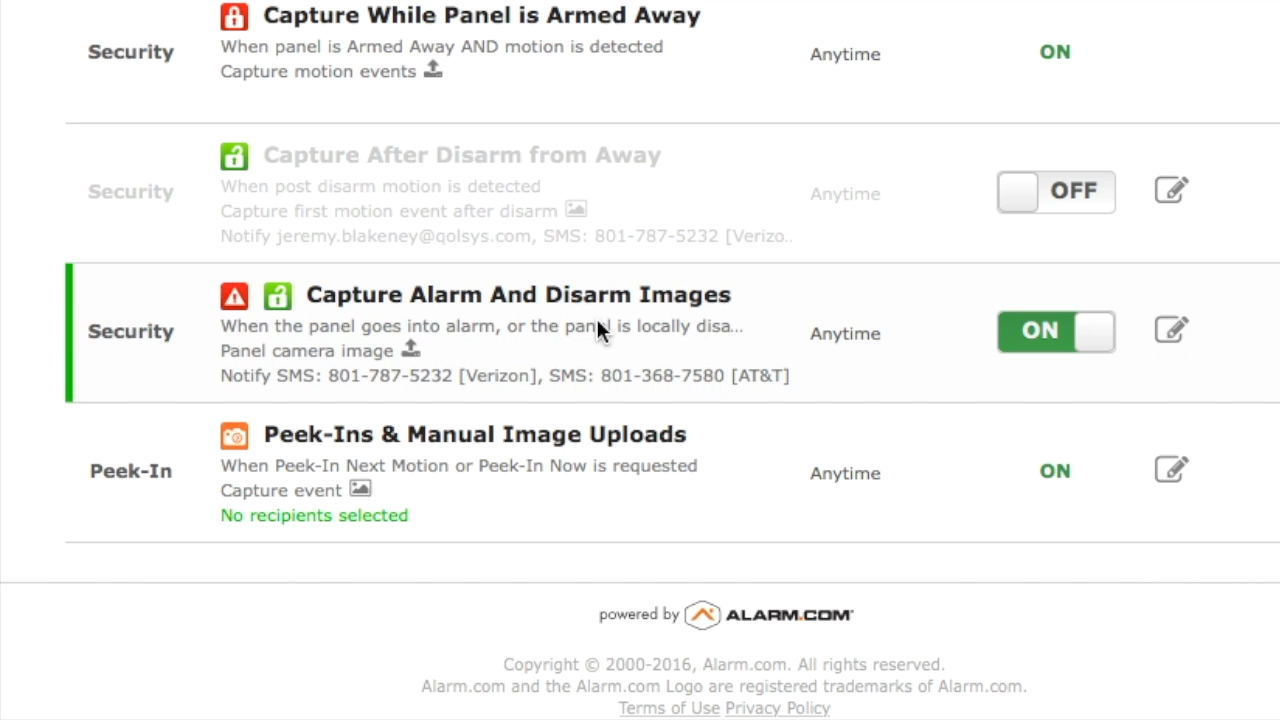 Capture While Panel is Armed Away
Security
When panel is Armed Away AND motion is detected
Anytime
ON
Capture motion events
Capture After Disarm from Away
Security
When post disarm motion is detected
Anytime
OFF
Capture first motion event after disarm
Notify jeremy.blakeney@qolsys.com, SMS: 801-787-5232 [Verizo..
Capture Alarm And Disarm Images
Security
When the panel goes into alarm, or the panel is locally disa...
Anytime
ON
Panel camera image
Notify SMS: 801-787-5232 [Verizon], SMS: 801-368-7580 [AT&T]
Peek-Ins & Manual Image Uploads
Peek-In
When Peek-In Next Motion or Peek-In Now is requested
Anytime
ON
Capture event
No recipients selected
powered by ALARM.COM
Copyright © 2000-2016, Alarm.com. All rights reserved.
Alarm.com and the Alarm.com Logo are registered trademarks of Alarm.com.
Terms of Use Privacy Policy